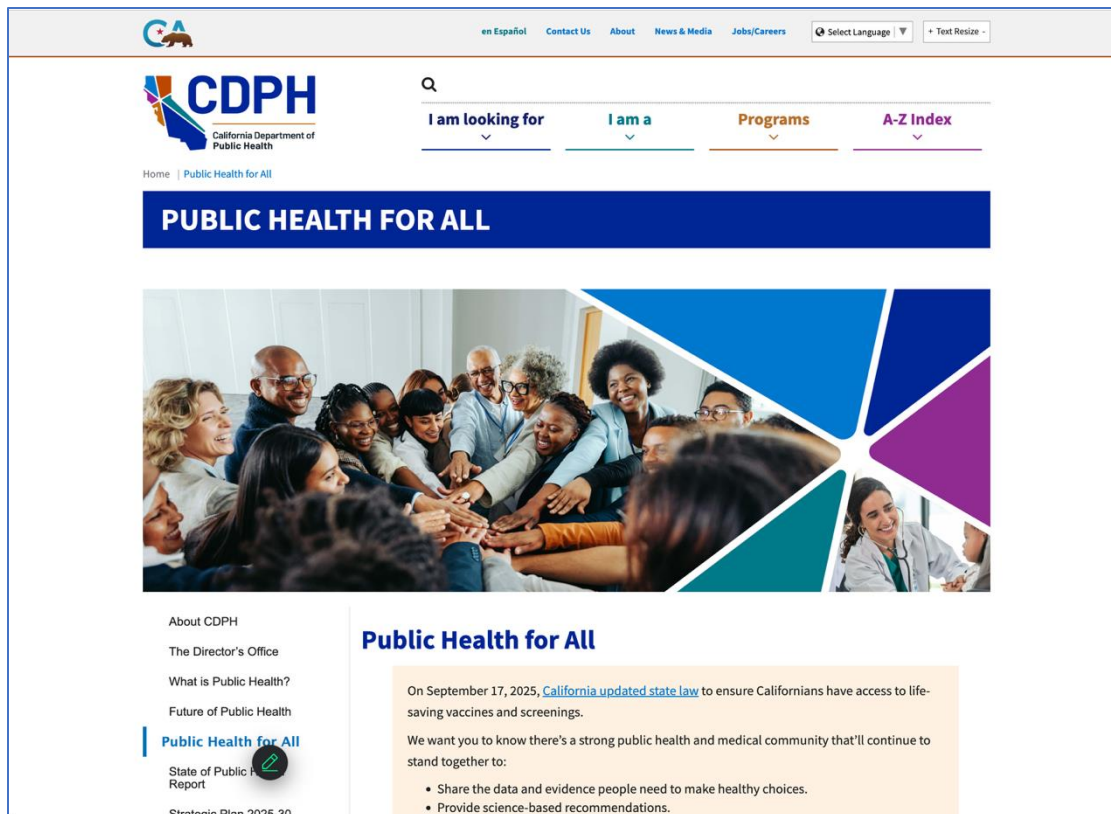 CA
en Español Contact Us About News & Media Jobs/Careers Select Language ▼ + Text Resize -
CDPH
California Department of
Public Health
I am looking for I am a Programs A-Z Index
Home | Public Health for All
PUBLIC HEALTH FOR ALL
About CDPH
The Director's Office
What is Public Health?
Future of Public Health
Public Health for All
State of Public
Report
Strategic Plan 2025-30
Public Health for All
On September 17, 2025, California updated state law to ensure Californians have access to life-
saving vaccines and screenings.
We want you to know there's a strong public health and medical community that'll continue to
stand together to:
• Share the data and evidence people need to make healthy choices.
• Provide science-based recommendations.